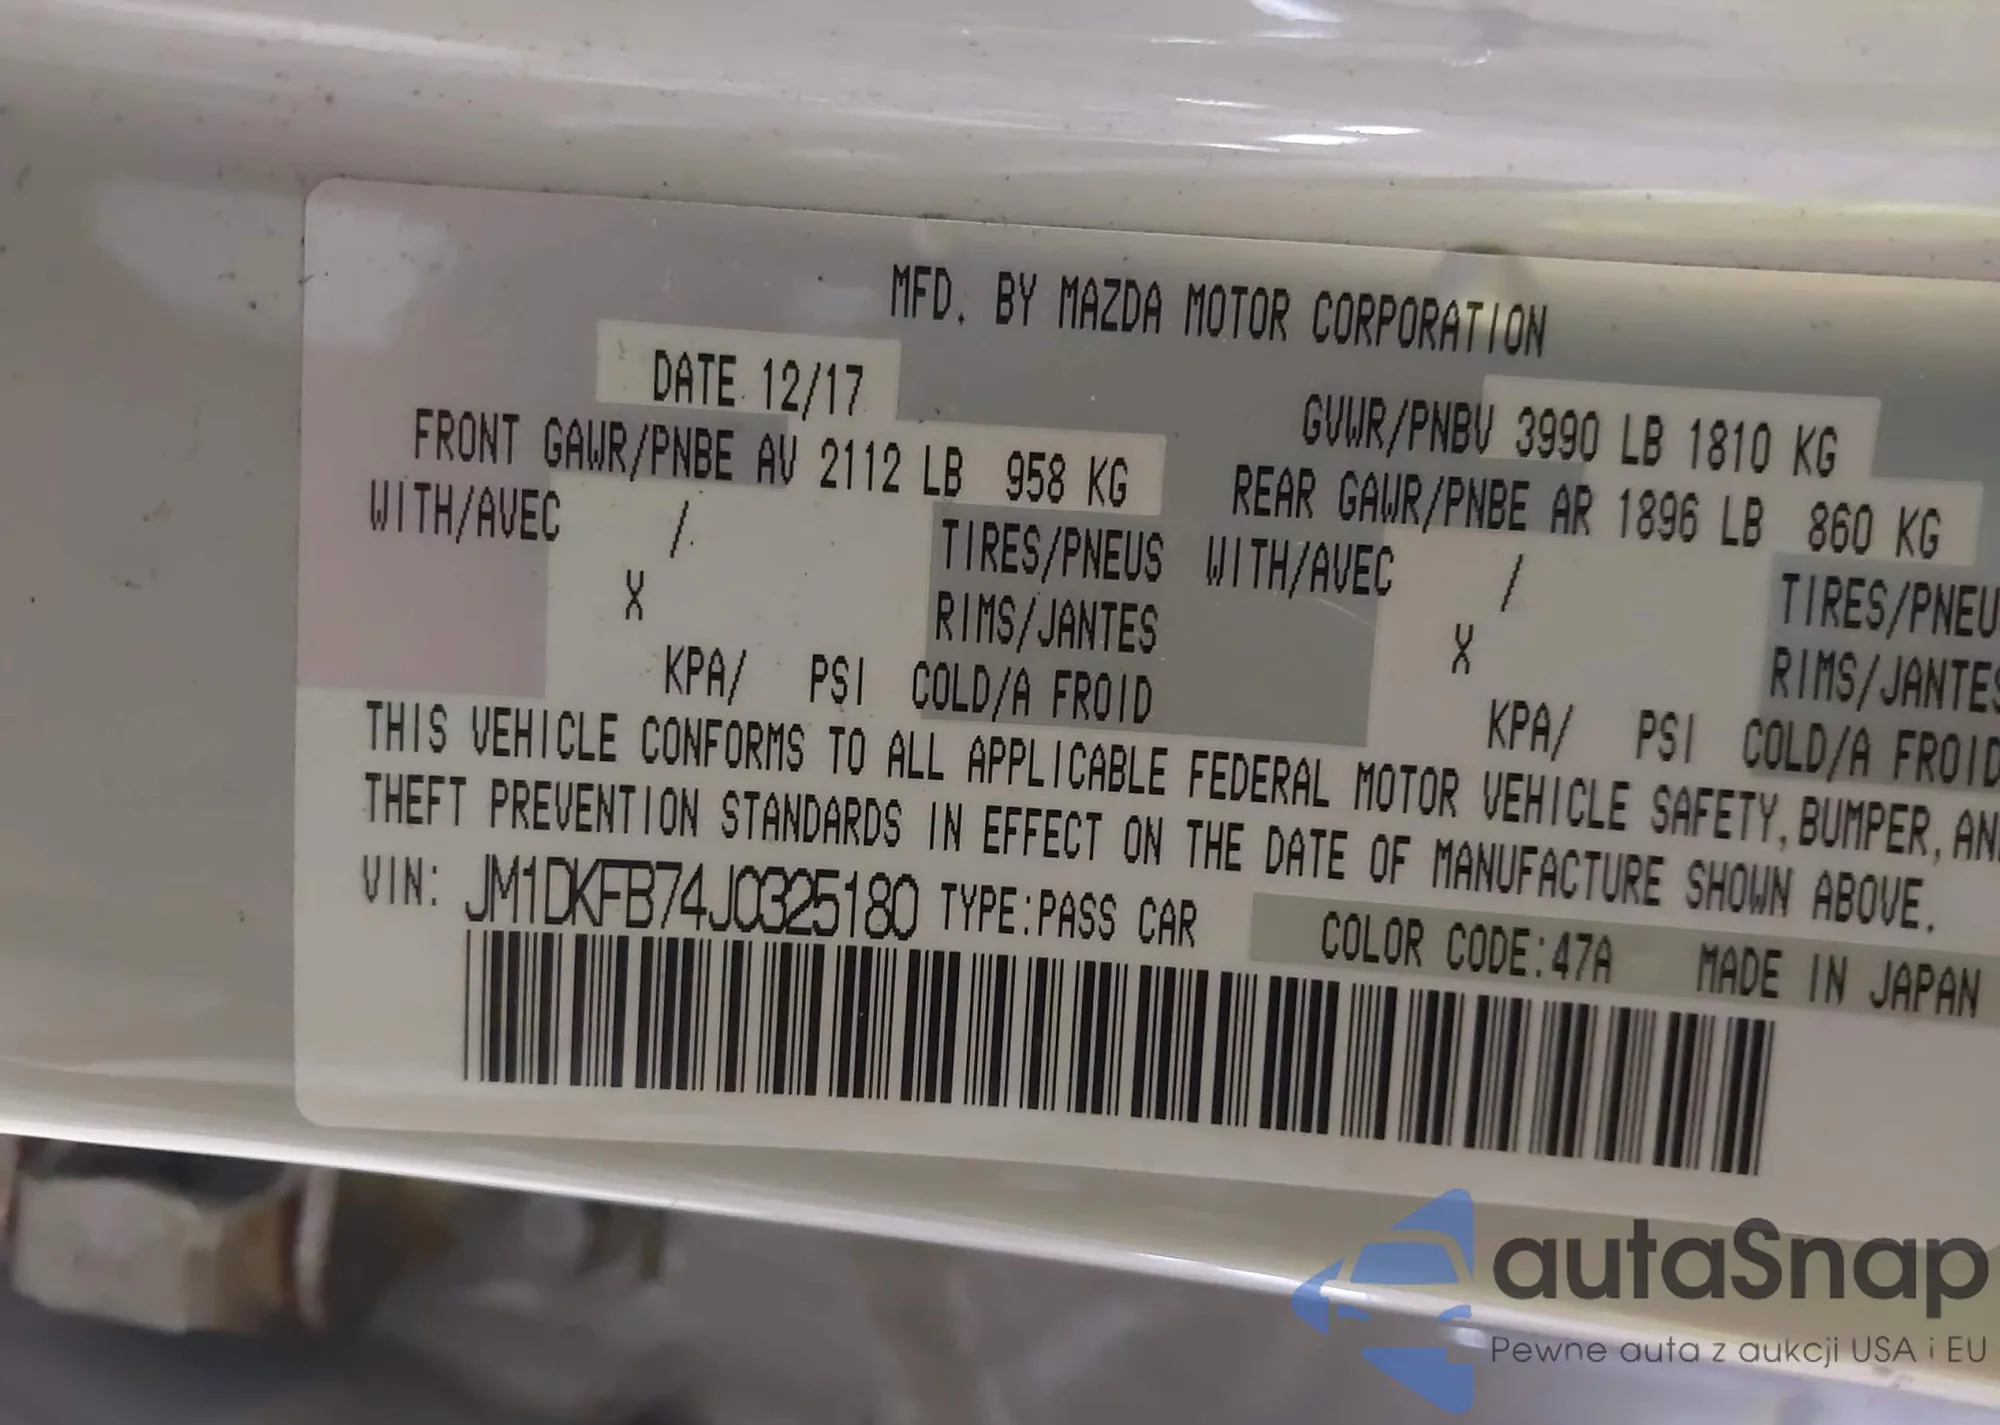 MFD. BY MAZDA MOTOR CORPORATION
DATE 12/17
GVWR/PNBV 3990 LB 1810 KG
FRONT GAWR/PNBE AV 2112 LB 958 KG
REAR GAWR/PNBE AR 1896 LB 860 KG
WITH/AVEC / TIRES/PNEUS WITH/AVEC / TIRES/PNEU
X RIMS/JANTES X RIMS/JANTES
KPA/ PSI COLD/A FROID KPA/ PSI COLD/A FROID
THIS VEHICLE CONFORMS TO ALL APPLICABLE FEDERAL MOTOR VEHICLE SAFETY, BUMPER, AN
THEFT PREVENTION STANDARDS IN EFFECT ON THE DATE OF MANUFACTURE SHOWN ABOVE.
VIN: JM1DKFB74J0325180 TYPE:PASS CAR COLOR CODE:47A MADE IN JAPAN
autaSnap
Pewne auta z aukcji USA i EU